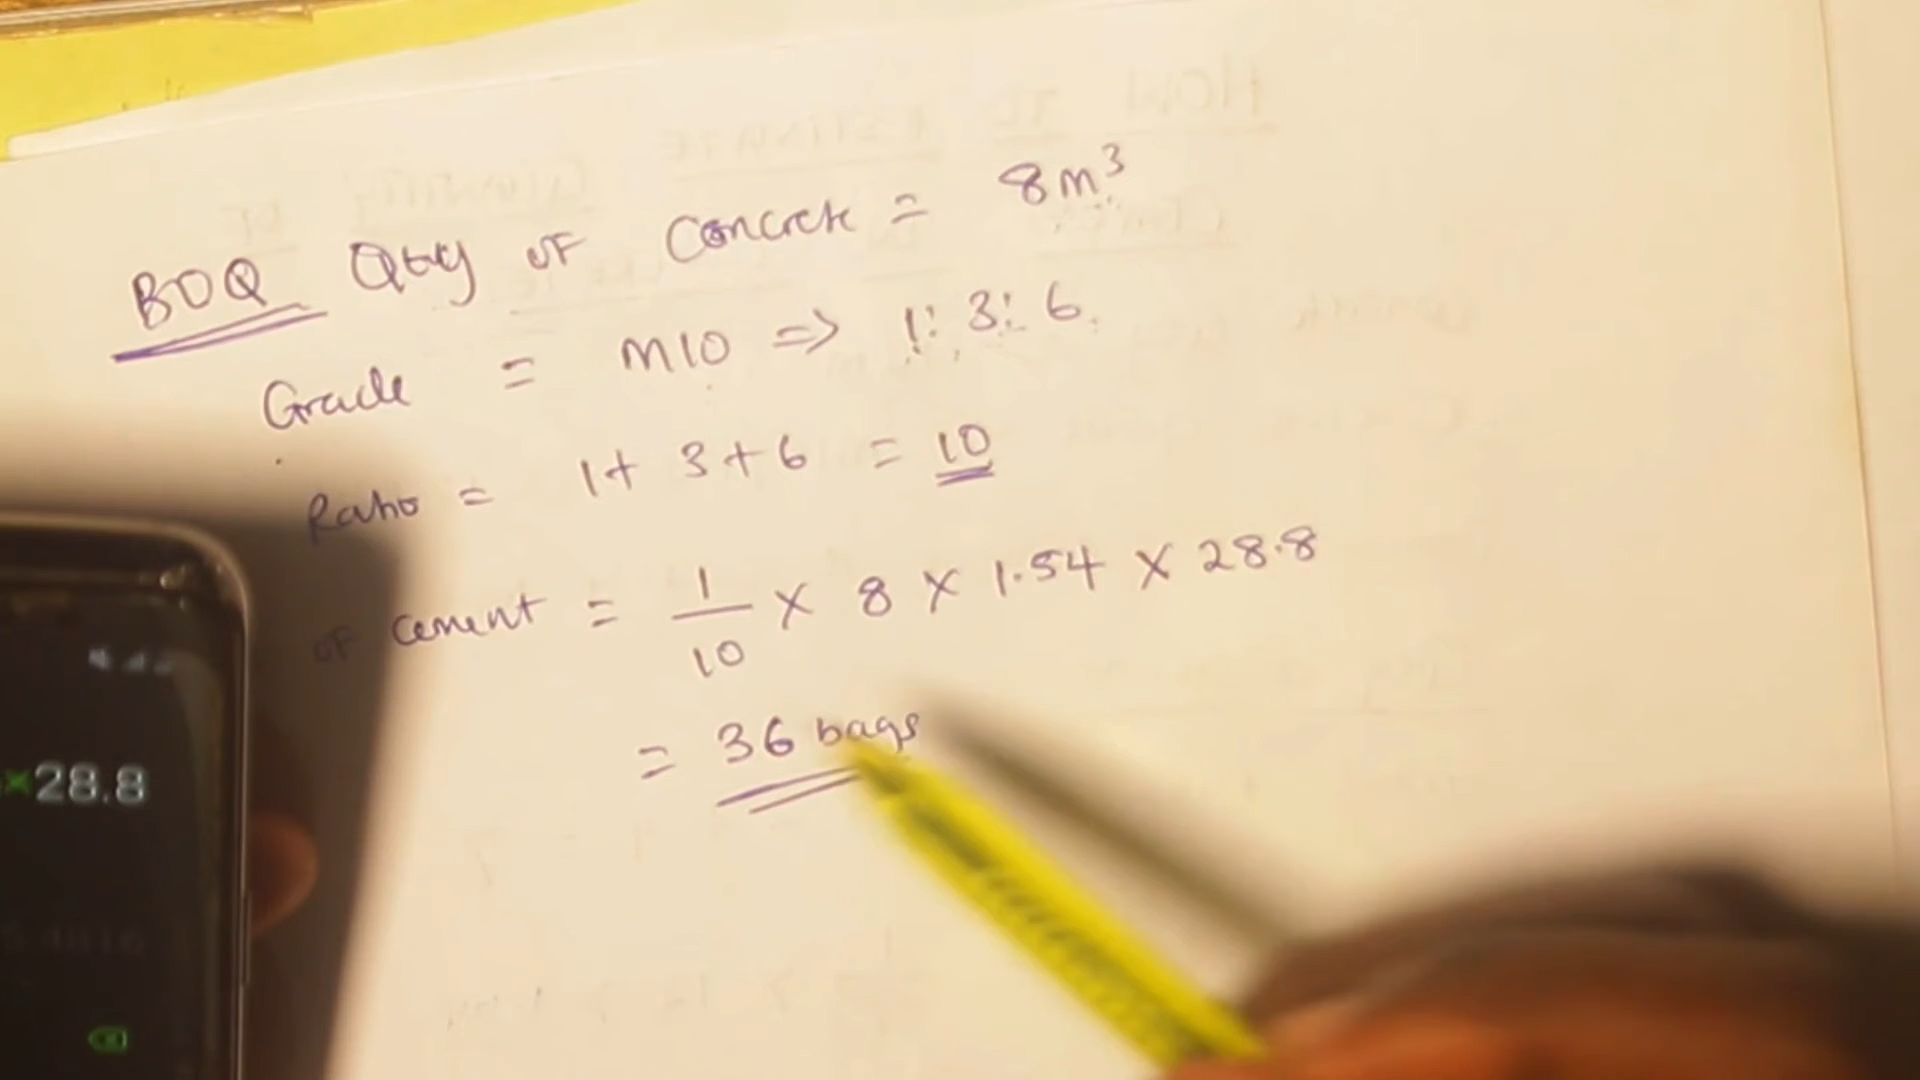 BOQ Qty of Concrete = 8m³
Grade = M10 => 1:3:6
Ratio = 1+3+6 = 10
of cement = 1/10 × 8 × 1.54 × 28.8
= 36 bags
×28.8